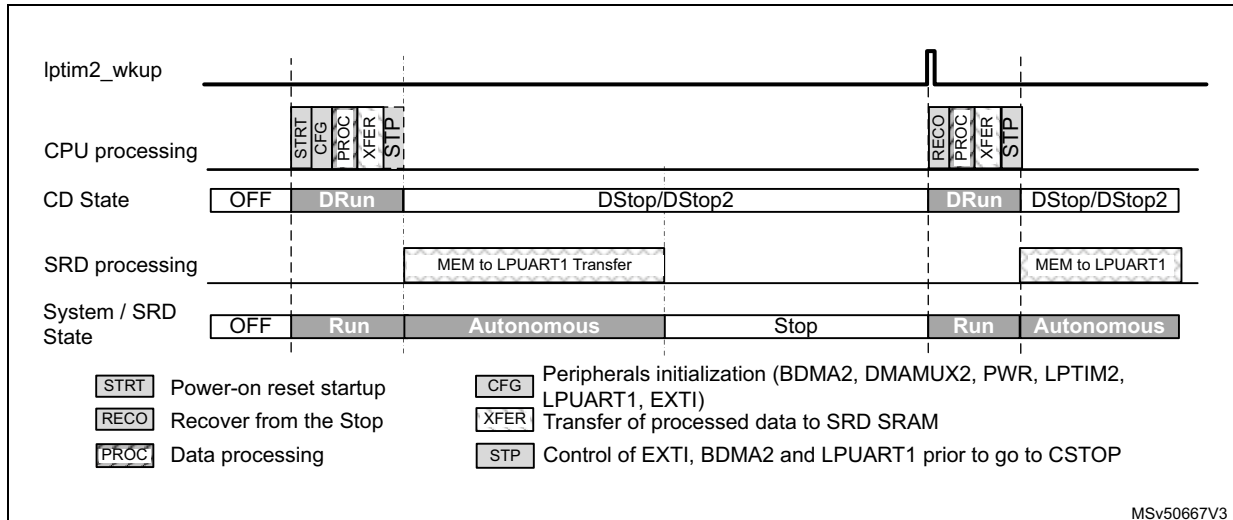 lptim2_wkup
CPU processing
STRT CFG PROC XFER STP RECO PROC XFER STP
CD State OFF DRun DStop/DStop2 DRun DStop/DStop2
SRD processing MEM to LPUART1 Transfer MEM to LPUART1
System / SRD
State
OFF Run Autonomous Stop Run Autonomous
STRT Power-on reset startup
RECO Recover from the Stop
PROC Data processing
CFG Peripherals initialization (BDMA2, DMAMUX2, PWR, LPTIM2,
LPUART1, EXTI)
XFER Transfer of processed data to SRD SRAM
STP Control of EXTI, BDMA2 and LPUART1 prior to go to CSTOP
MSv50667V3